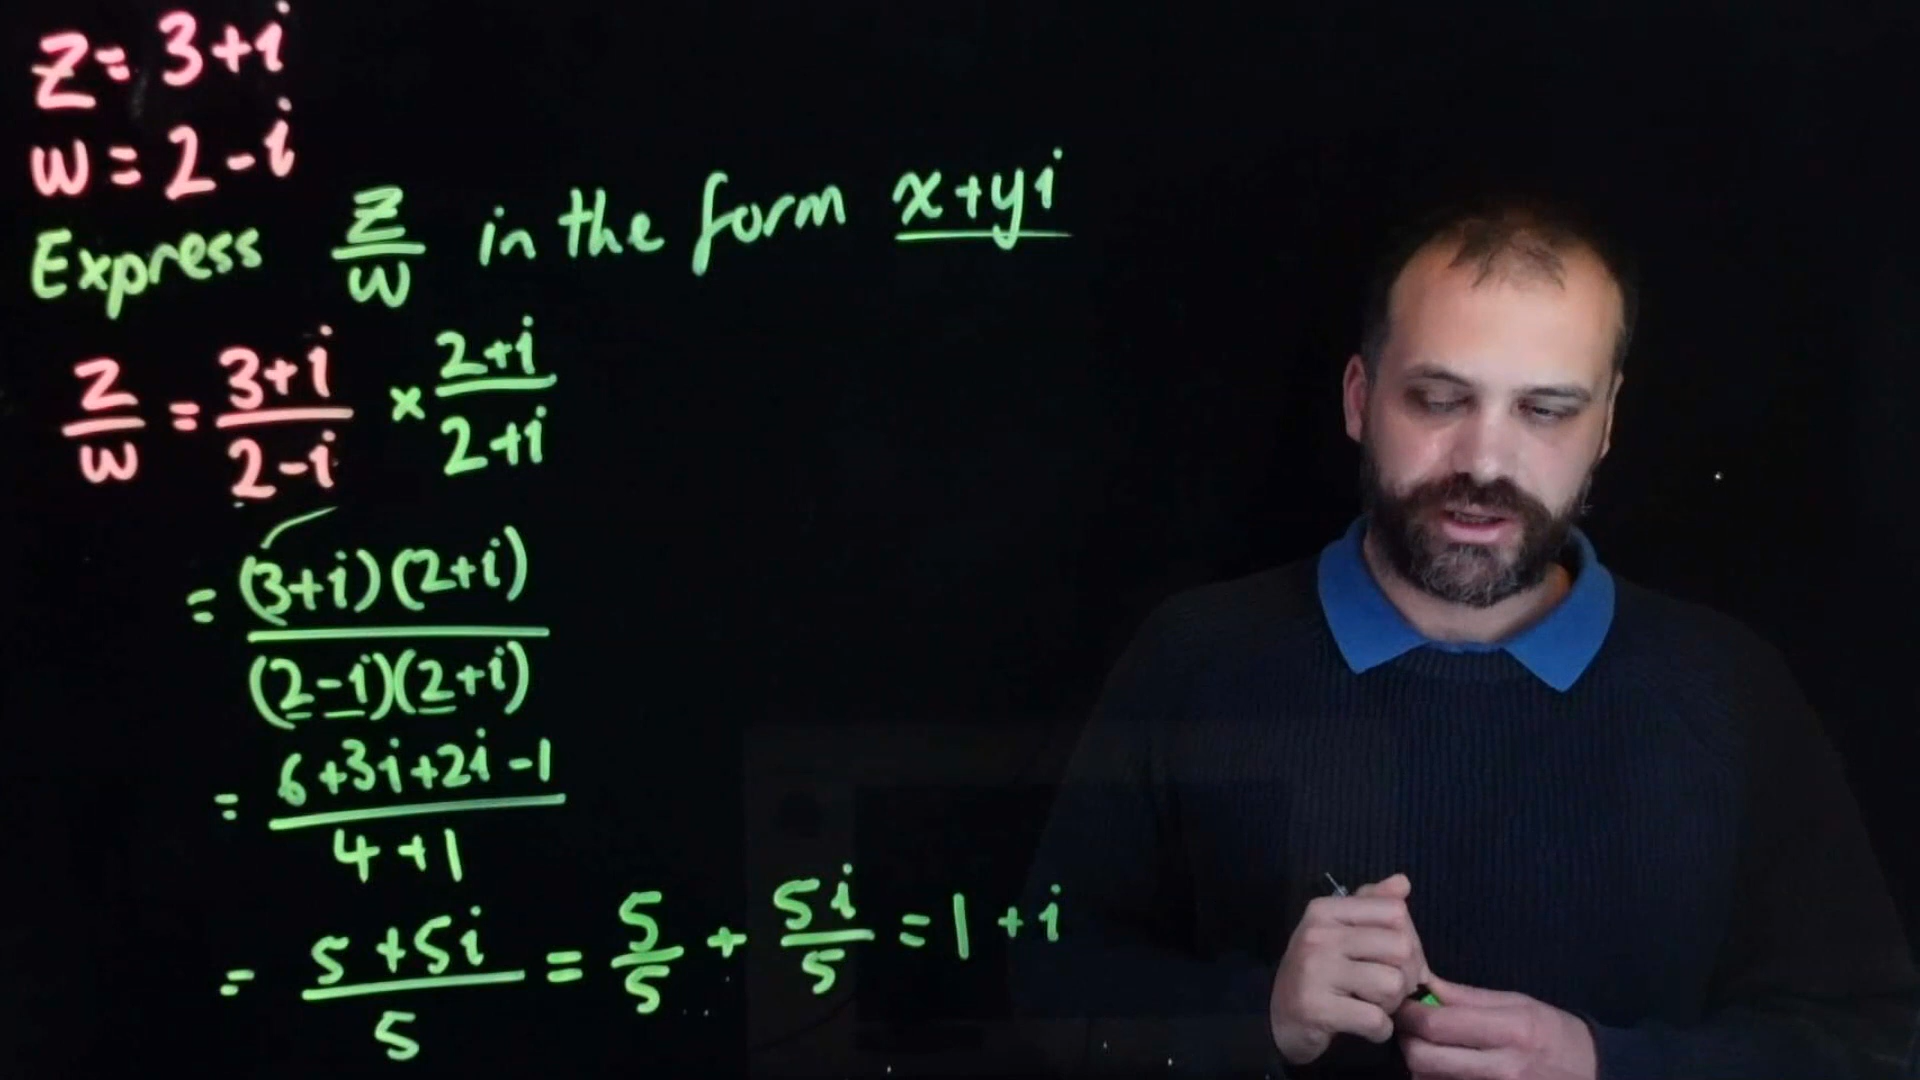 z = 3+i
w = 2-i
Express z/w in the form x+yi
z/w = 3+i/2-i × 2+i/2+i
= (3+i)(2+i)/(2-i)(2+i)
= 6+3i+2i-1/4+1
= 5+5i/5 = 5/5 + 5i/5 = 1+i